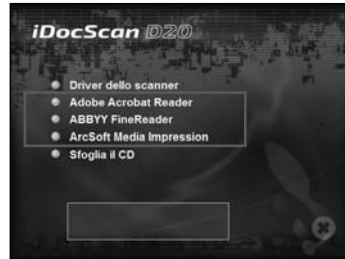 iDocScan D20
Driver dello scanner
Adobe Acrobat Reader
ABBYY FineReader
ArcSoft Media Impression
Sfoglia il CD